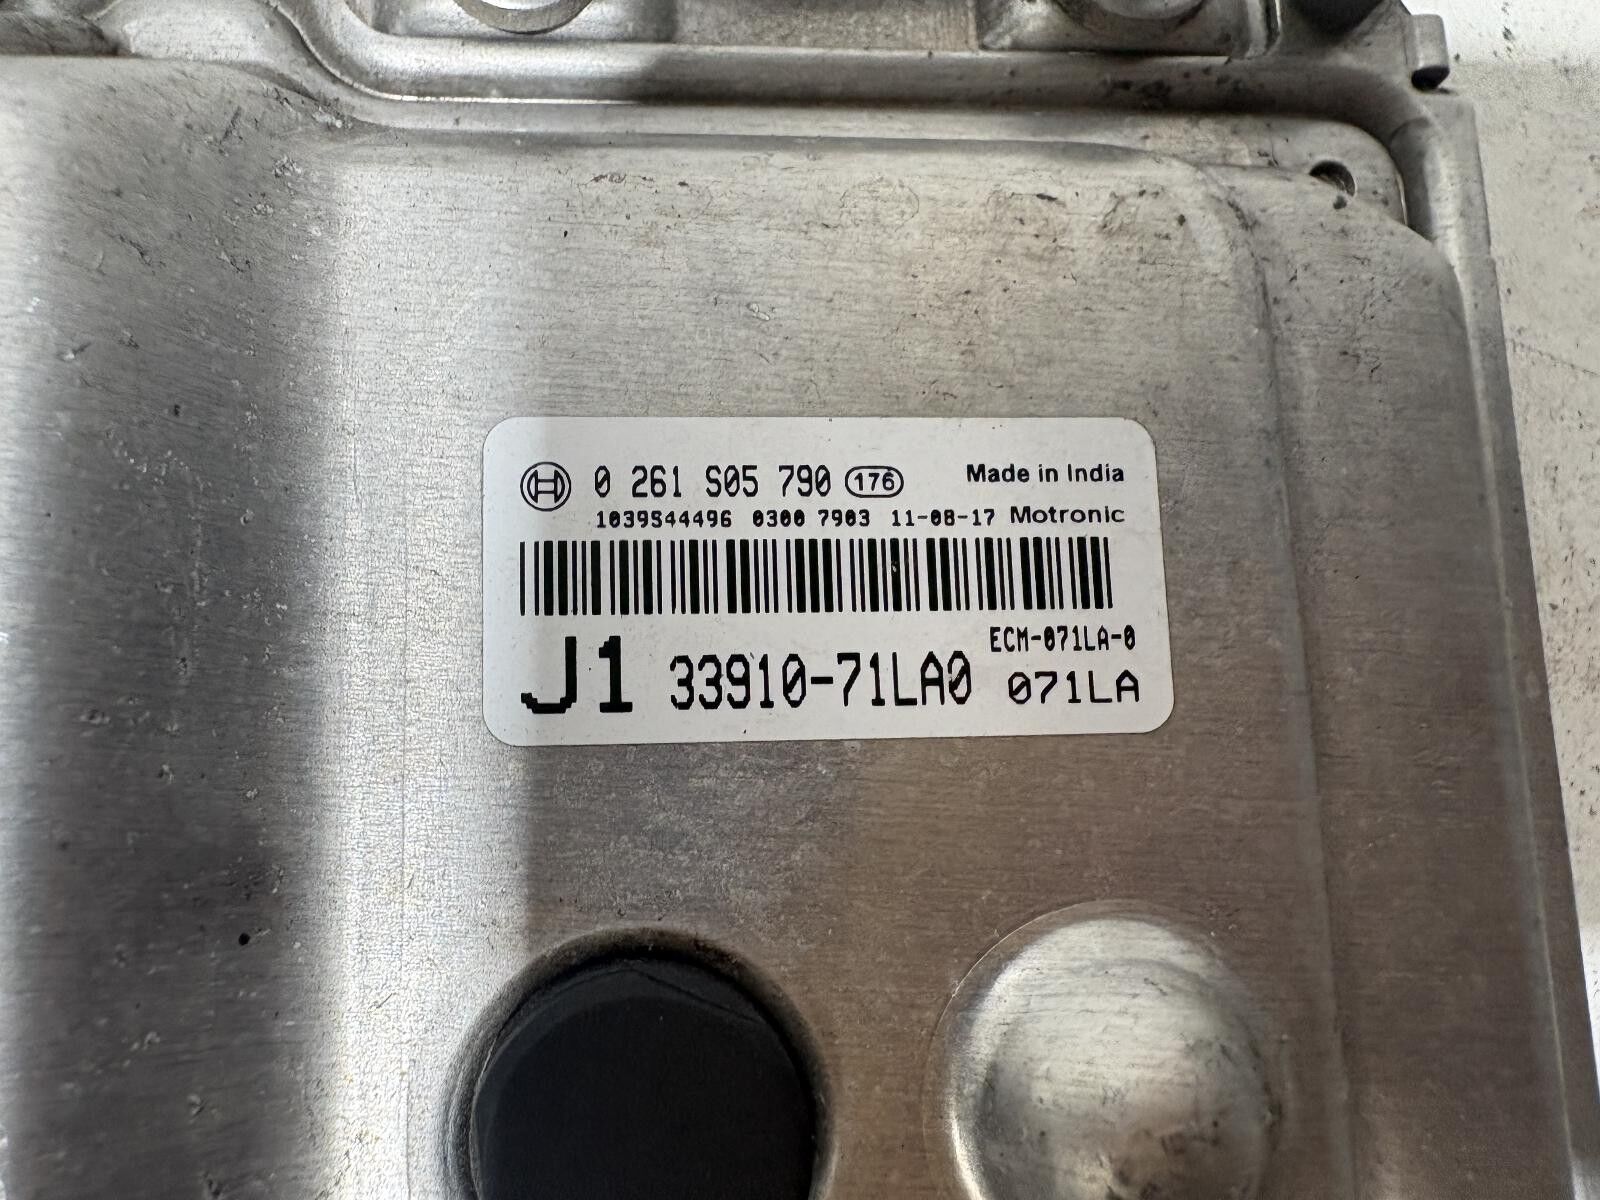 0 261 S05 790 176 Made in India
1039S44496 0300 7903 11-08-17 Motronic
ECM-071LA-0
J1 33910-71LA0 071LA